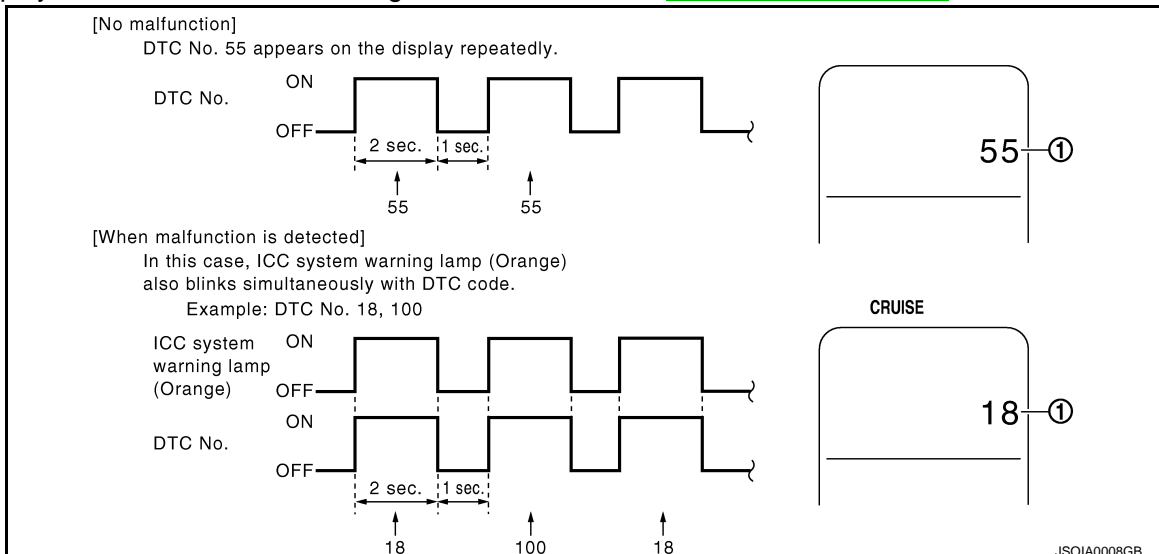 [No malfunction]
DTC No. 55 appears on the display repeatedly.
ON
DTC No.
OFF
2 sec.
1 sec.
55
55
55
①
[When malfunction is detected]
In this case, ICC system warning lamp (Orange)
also blinks simultaneously with DTC code.
Example: DTC No. 18, 100
CRUISE
ICC system
warning lamp
(Orange)
ON
OFF
ON
DTC No.
OFF
2 sec.
1 sec.
18
100
18
18
①
JSOIA0008GB